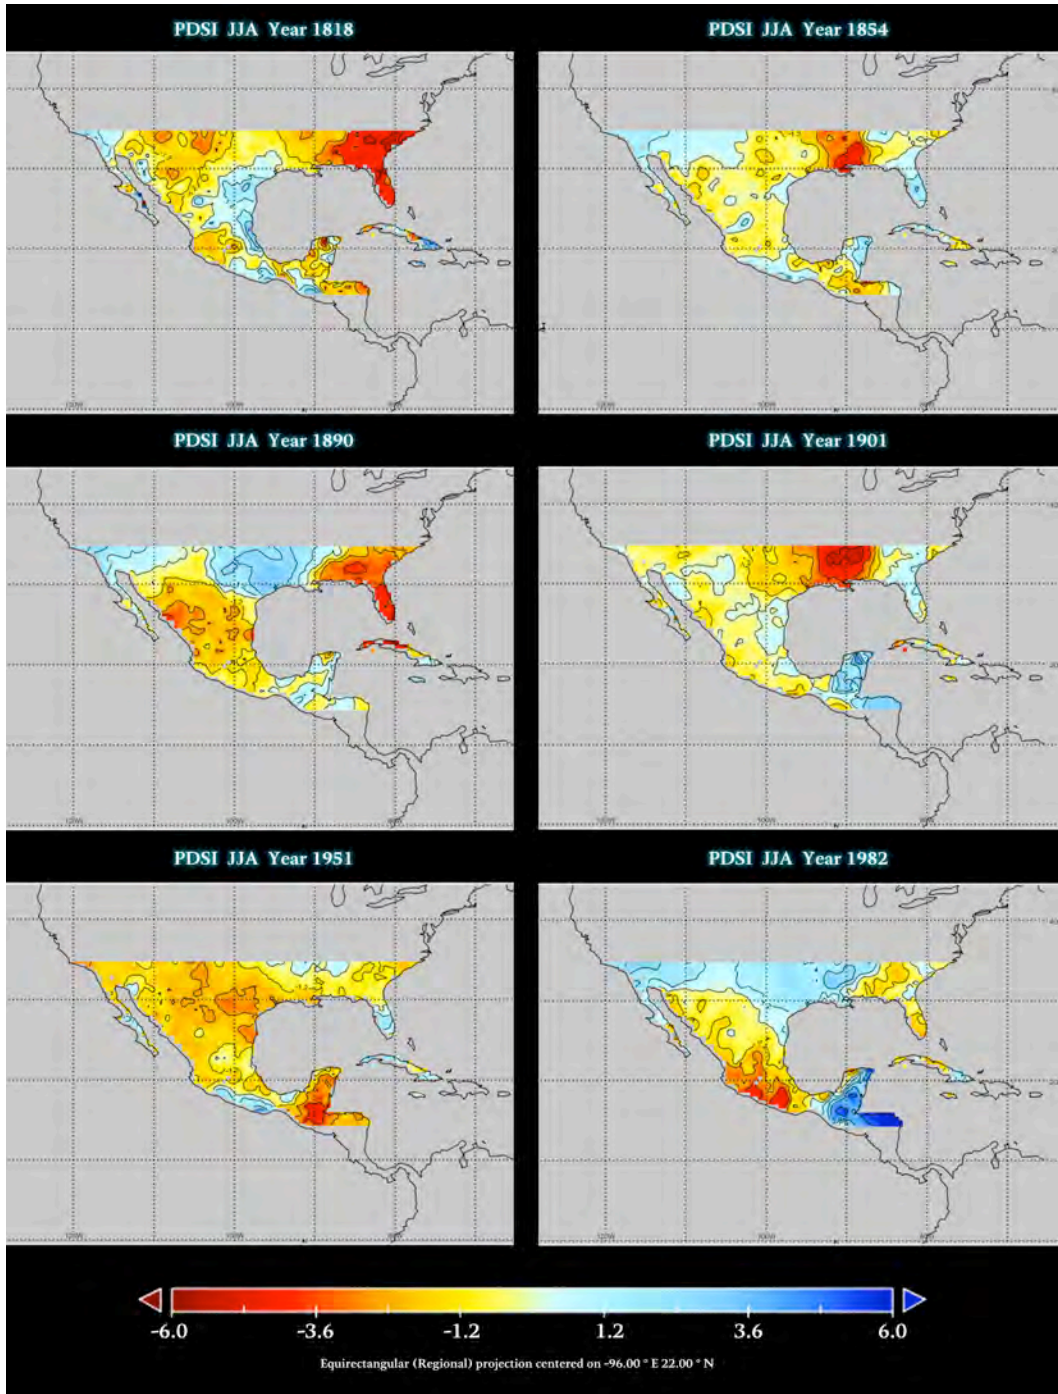 PDSI JJA Year 1818
PDSI JJA Year 1854
PDSI JJA Year 1890
PDSI JJA Year 1901
PDSI JJA Year 1951
PDSI JJA Year 1982
-6.0 -3.6 -1.2 1.2 3.6 6.0
Equirectangular (Regional) projection centered on -96.00 ° E 22.00 ° N